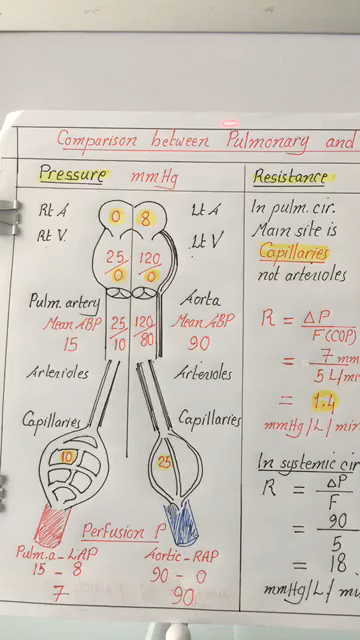 Comparison between Pulmonary and
Pressure mmHg
Rt A 0 8 Lt A
Rt V. Lt V
25/0 120/0
Pulm. artery Aorta
Mean ABP 25/10 120/80 Mean ABP
15 90
Arterioles Arterioles
Capillaries Capillaries
10 25
Perfusion P
Pulm.a - LAP Aortic - RAP
15 - 8 90 - 0
7 90
Resistance
In pulm. cir.
Main site is
Capillaries
not arterioles
R = ΔP
F(COP)
= 7 mm
5 L/m
= 1.4
mmHg/L/min
In systemic cir
R = ΔP
F
= 90
5
= 18
mmHg/L/mi